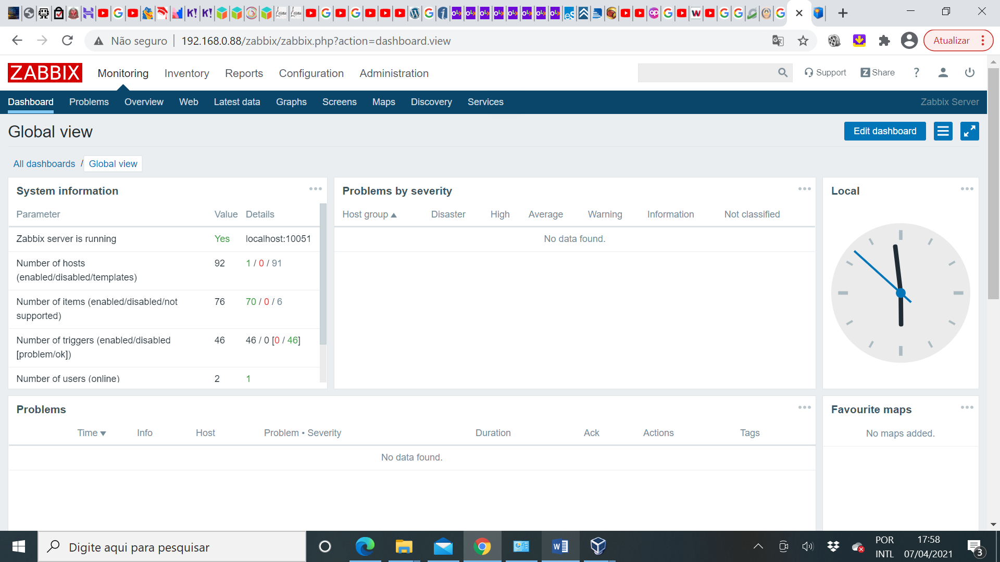 Não seguro
192.168.0.88/zabbix/zabbix.php?action=dashboard.view
Atualizar
ZABBIX
Monitoring
Inventory
Reports
Configuration
Administration
Support
Z Share
?
Dashboard
Problems
Overview
Web
Latest data
Graphs
Screens
Maps
Discovery
Services
Zabbix Server
Global view
Edit dashboard
All dashboards / Global view
System information
Parameter Value Details
Zabbix server is running Yes localhost:10051
Number of hosts 92 1 / 0 / 91
(enabled/disabled/templates)
Number of items (enabled/disabled/not 76 70 / 0 / 6
supported)
Number of triggers (enabled/disabled 46 46 / 0 [0 / 46]
[problem/ok])
Number of users (online) 2 1
Problems by severity
Host group ▲ Disaster High Average Warning Information Not classified
No data found.
Local
Problems
Time ▼ Info Host Problem • Severity Duration Ack Actions Tags
No data found.
Favourite maps
No maps added.
Digite aqui para pesquisar
POR
INTL
17:58
07/04/2021
3